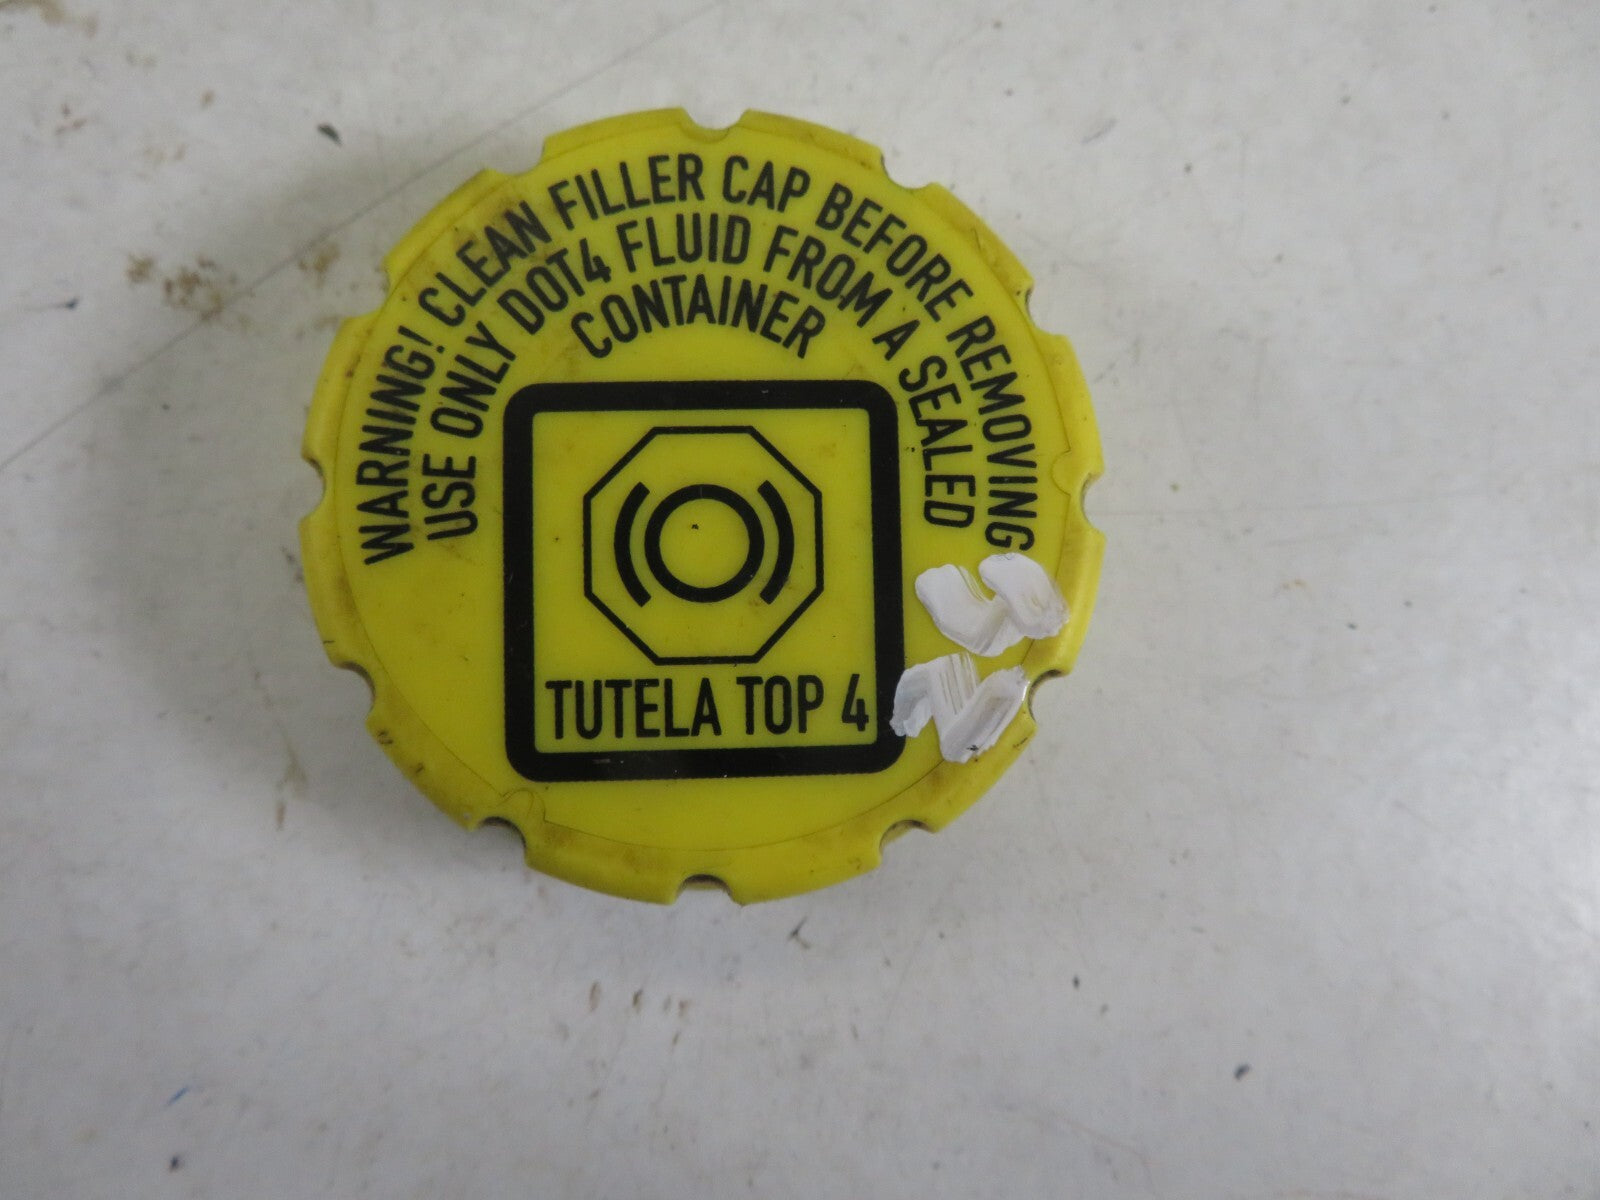 WARNING! CLEAN FILLER CAP BEFORE REMOVING
USE ONLY DOT4 FLUID FROM A SEALED
CONTAINER
TUTELA TOP 4